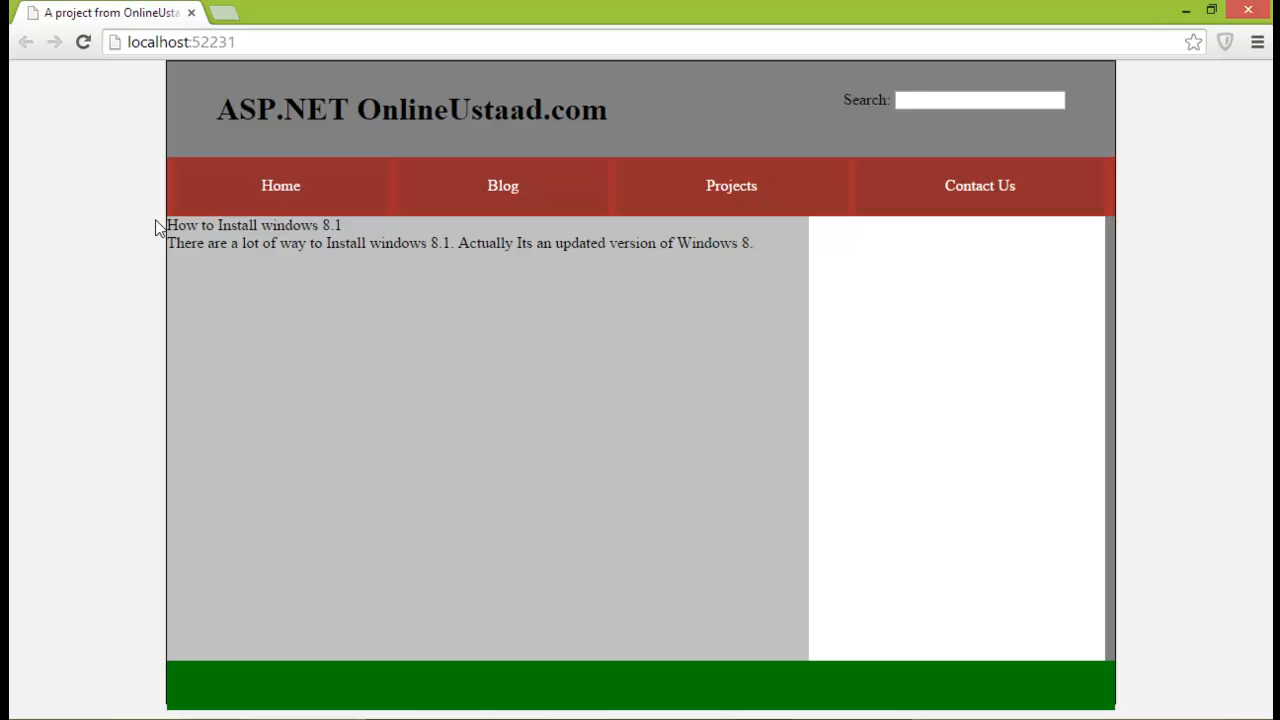 A project from OnlineUsta
localhost:52231
ASP.NET OnlineUstaad.com
Search:
Home
Blog
Projects
Contact Us
How to Install windows 8.1
There are a lot of way to Install windows 8.1. Actually Its an updated version of Windows 8.